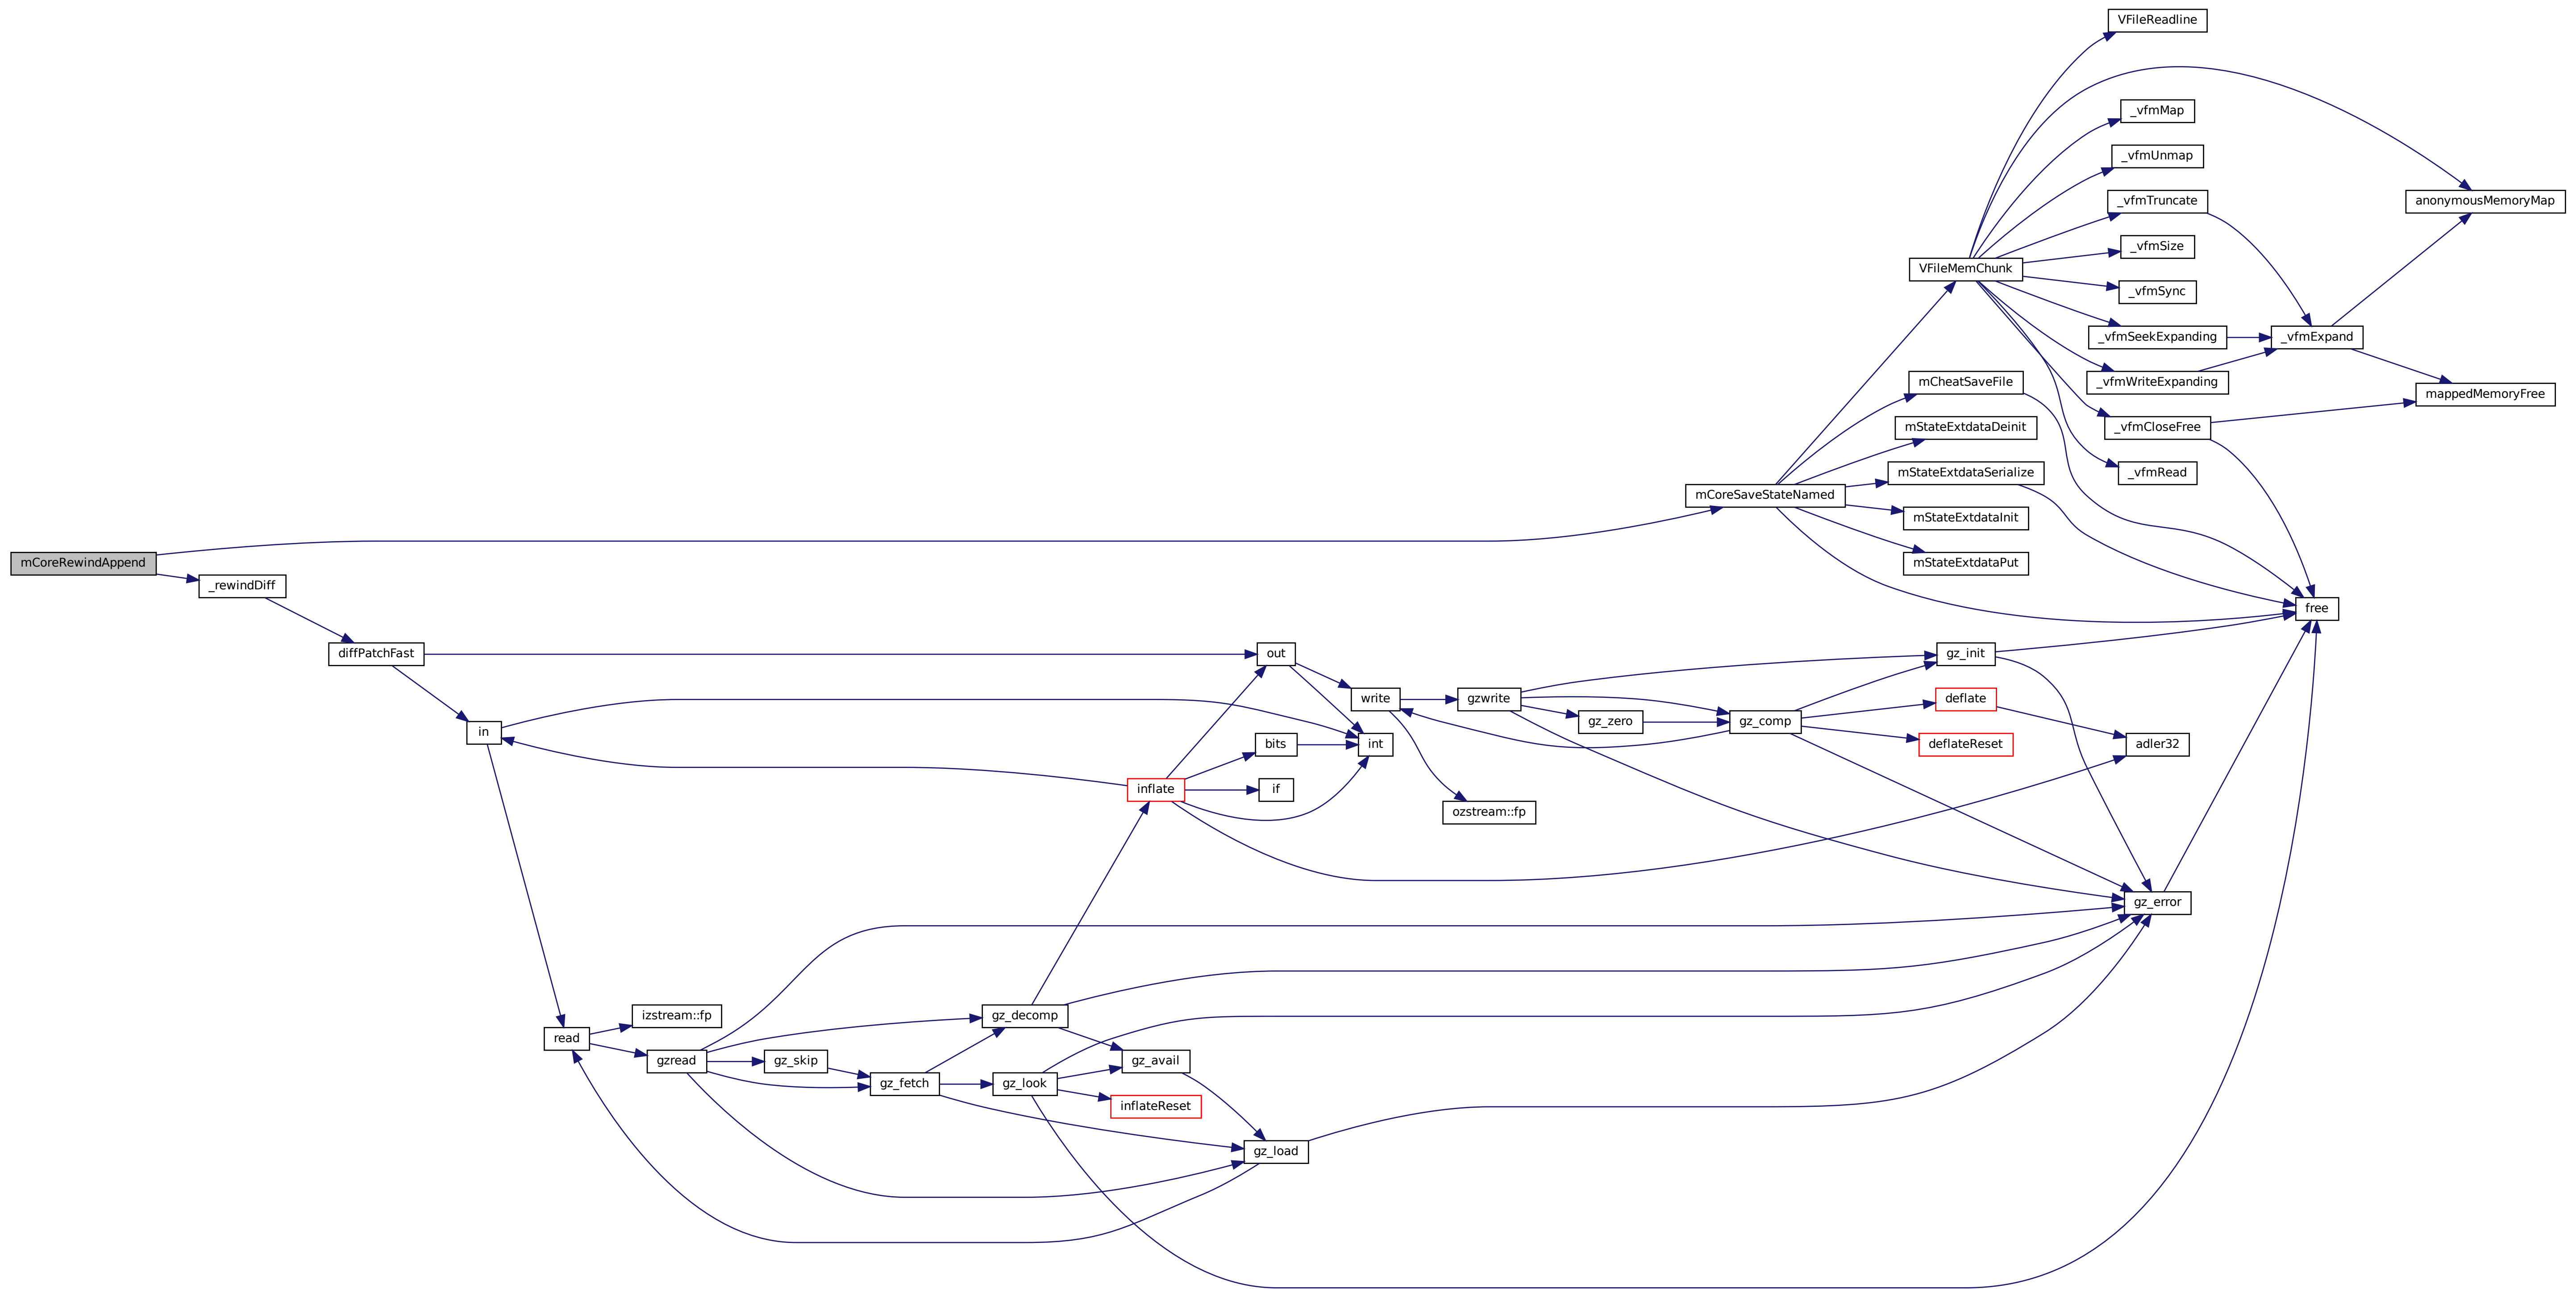 VFileReadline
_vfmMap
_vfmUnmap
_vfmTruncate
anonymousMemoryMap
_vfmSize
VFileMemChunk
_vfmSync
_vfmSeekExpanding
_vfmExpand
mCheatSaveFile
_vfmWriteExpanding
mappedMemoryFree
mStateExtdataDeinit
_vfmCloseFree
mStateExtdataSerialize
_vfmRead
mCoreSaveStateNamed
mStateExtdataInit
mCoreRewindAppend
mStateExtdataPut
_rewindDiff
free
diffPatchFast
out
gz_init
write
gzwrite
deflate
in
gz_zero
gz_comp
bits
int
deflateReset
adler32
inflate
if
ozstream::fp
gz_error
izstream::fp
gz_decomp
read
gzread
gz_skip
gz_avail
gz_fetch
gz_look
inflateReset
gz_load